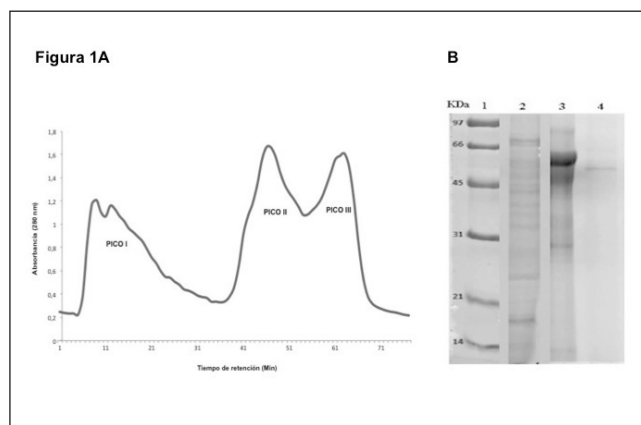 Figura 1A
B
1,8
1,6
1,4
1,2
1
0,8
0,6
0,4
0,2
0
Absorbancia (280 nm)
PICO I
PICO II
PICO III
1 11 21 31 41 51 61 71
Tiempo de retención (Min)
KDa 1 2 3 4
97
66
45
31
21
14